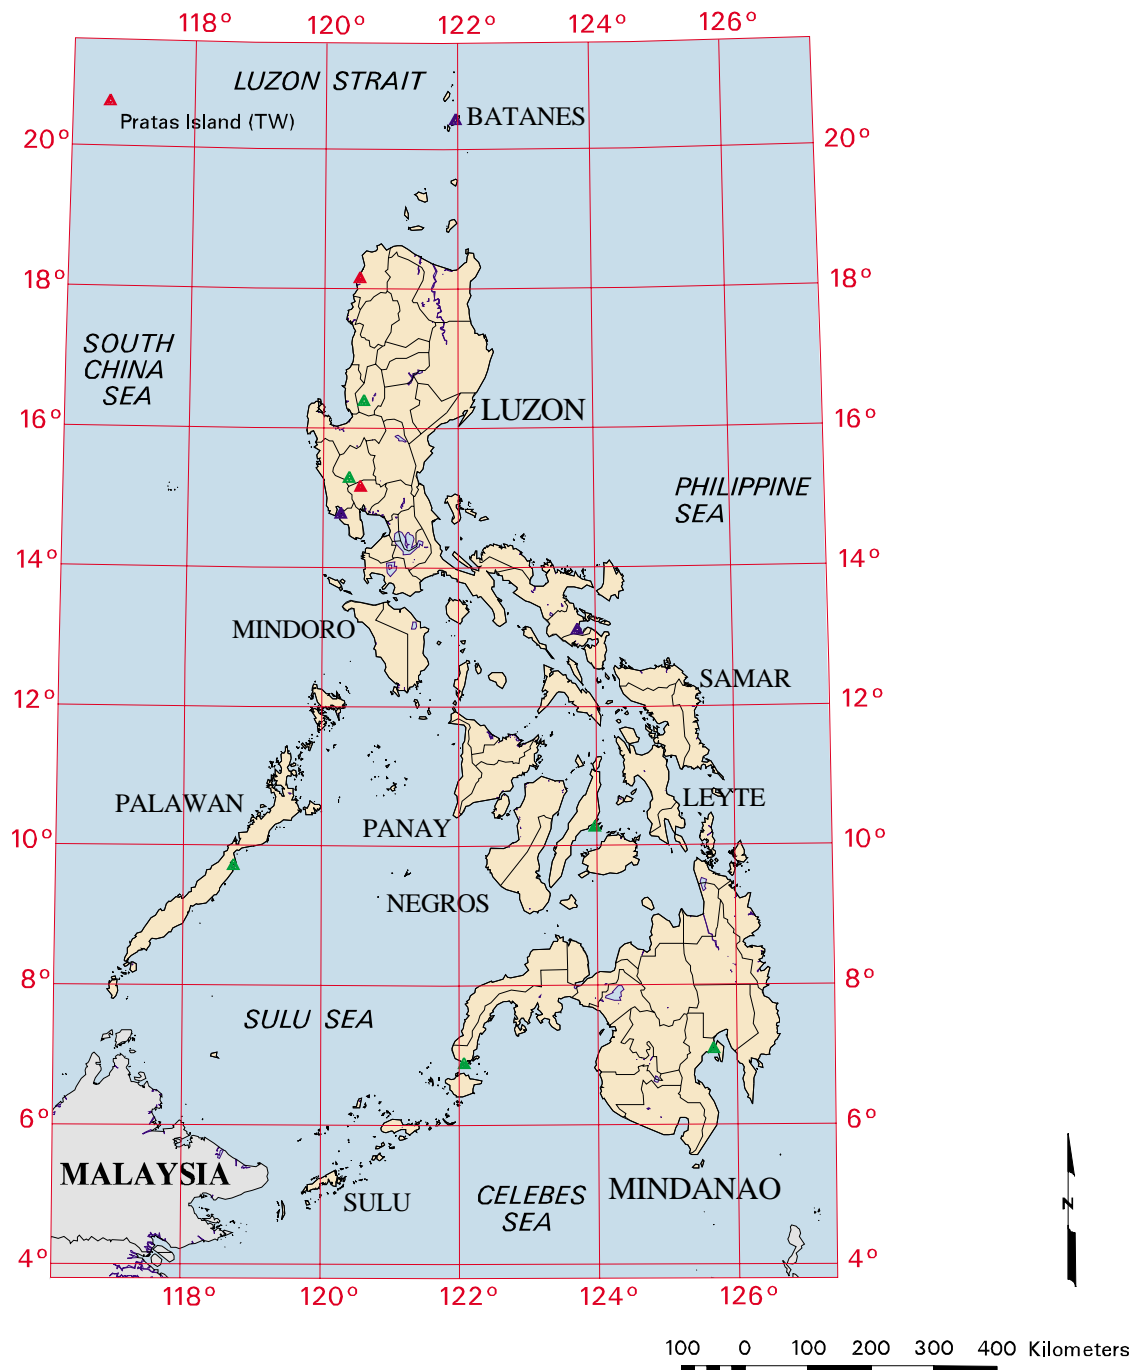 118° 120° 122° 124° 126°
LUZON STRAIT
Pratas Island (TW)
BATANES
20° 20°
18° 18°
SOUTH
CHINA
SEA
LUZON
16° 16°
PHILIPPINE
SEA
14° 14°
MINDORO
SAMAR
12° 12°
PALAWAN
LEYTE
PANAY
10° 10°
NEGROS
8° 8°
SULU SEA
6° 6°
MALAYSIA
SULU
CELEBES
SEA
MINDANAO
N
4° 4°
118° 120° 122° 124° 126°
100 0 100 200 300 400 Kilometers